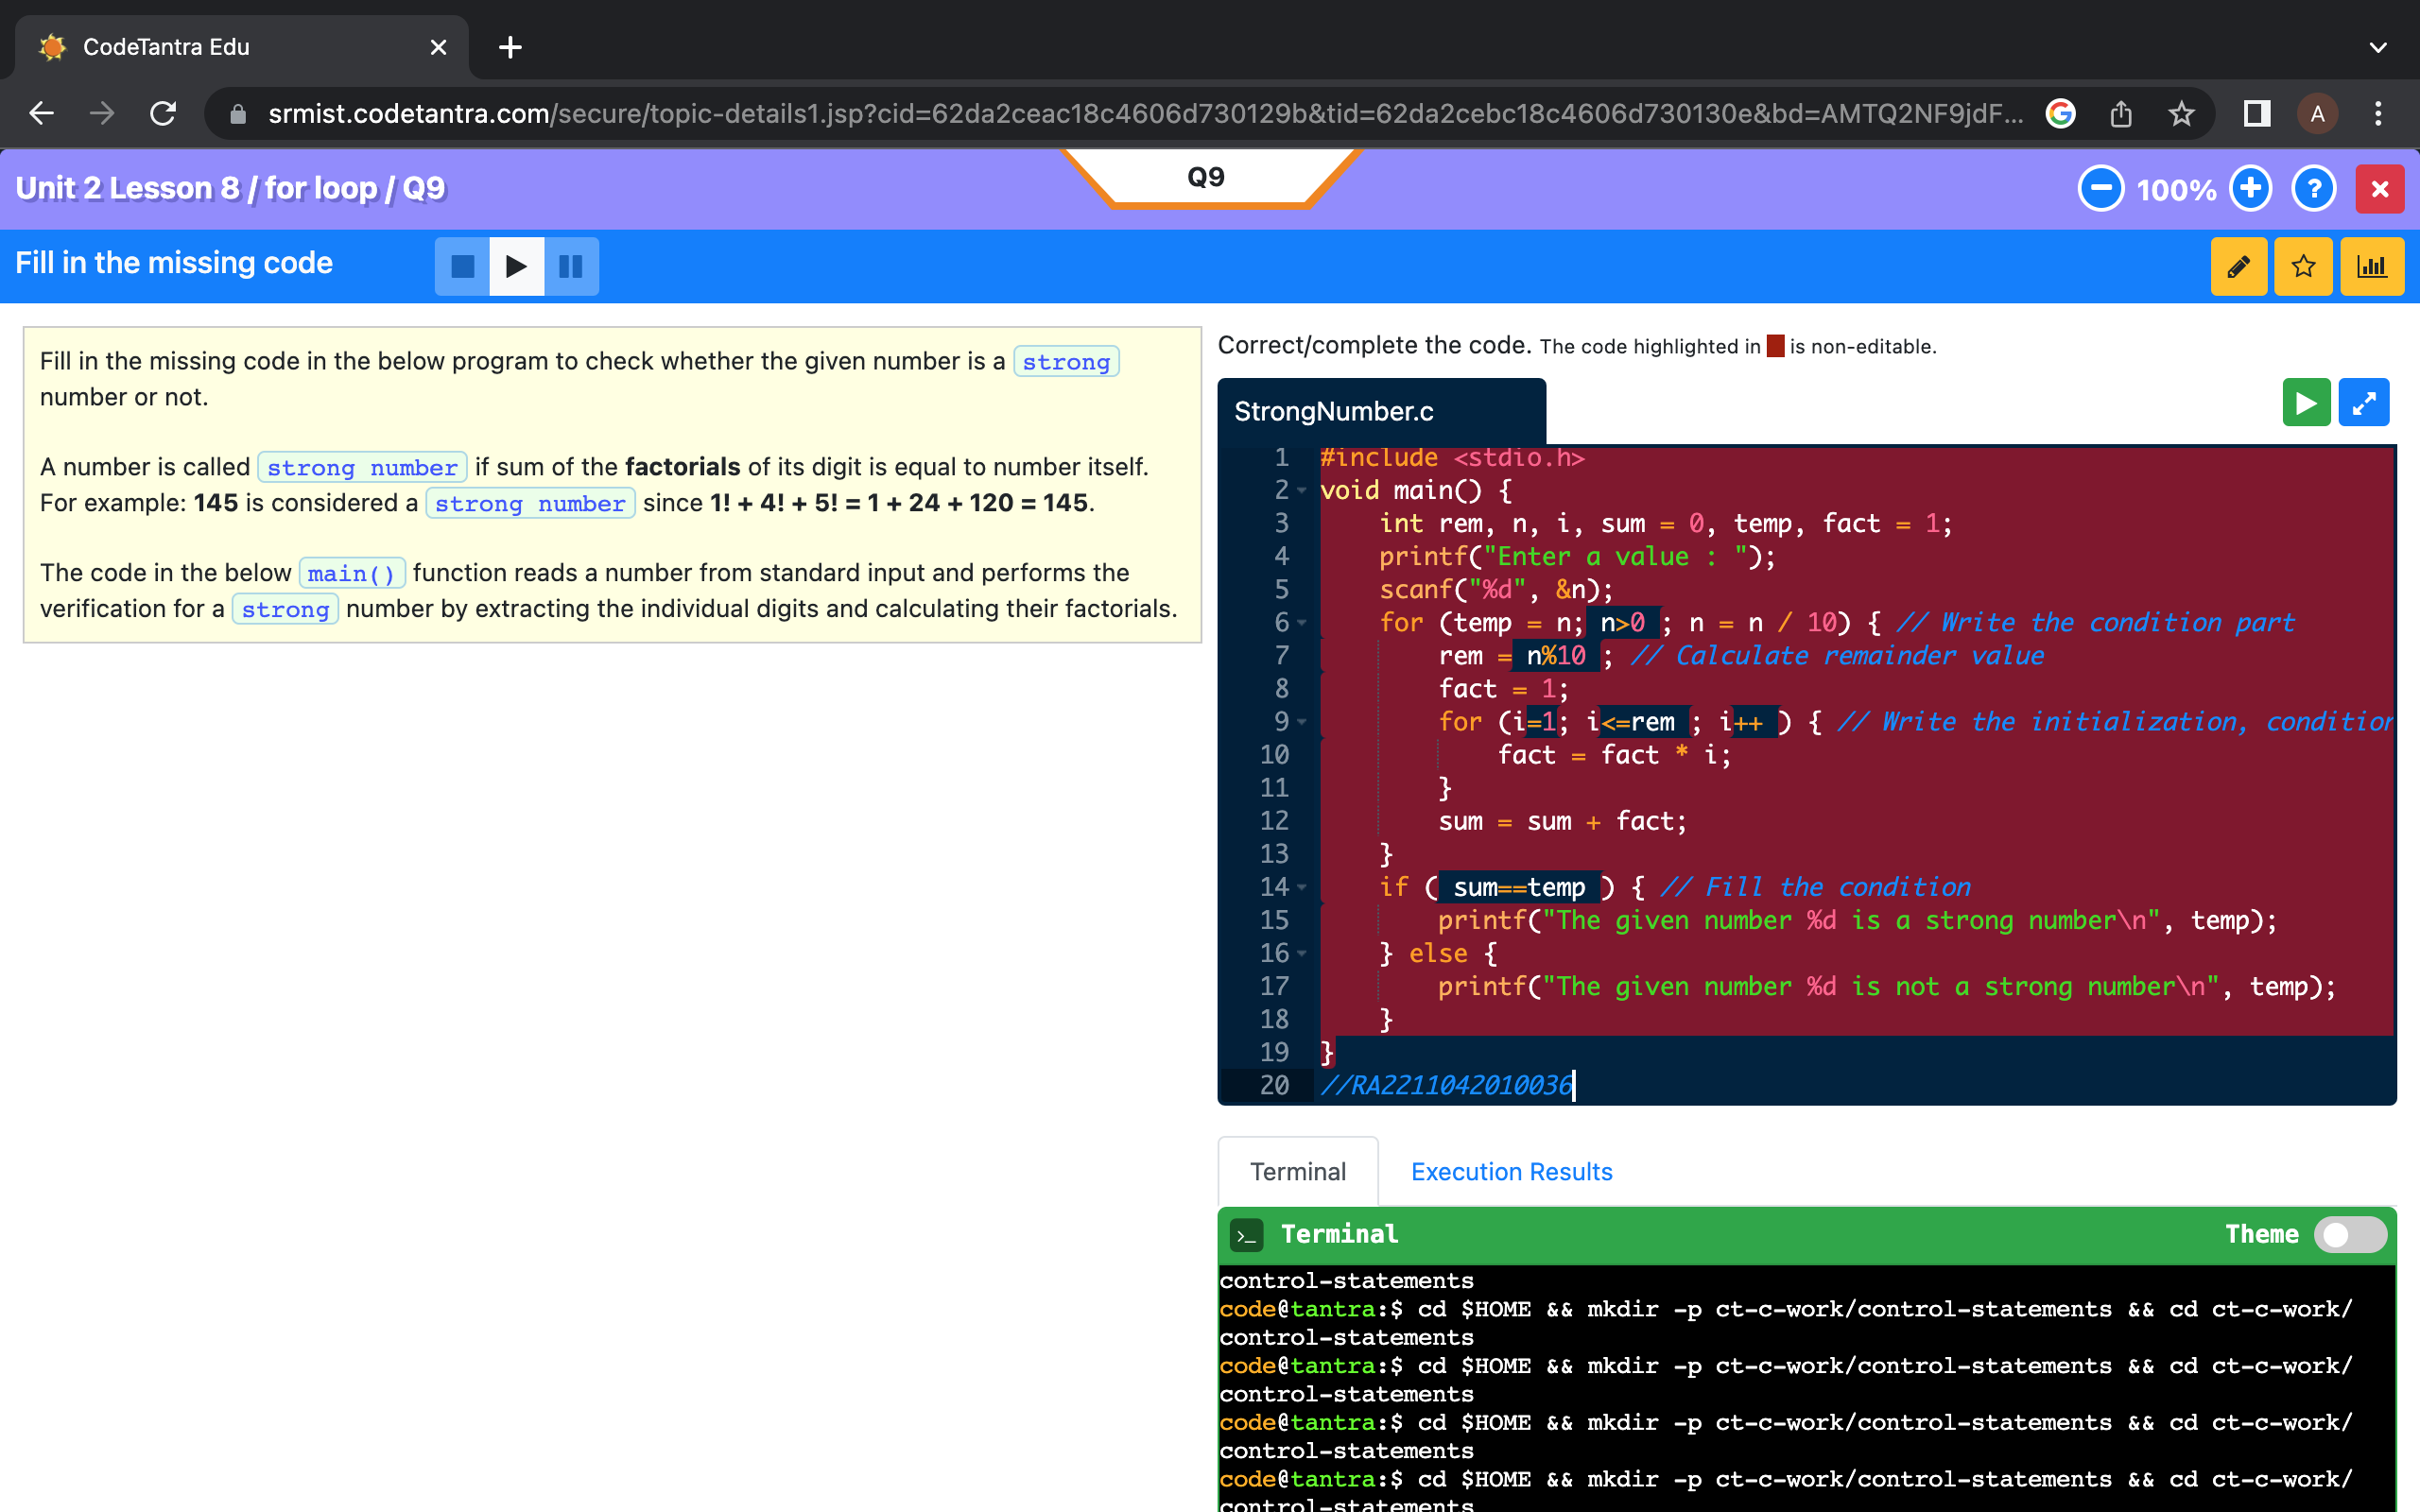 CodeTantra Edu
srmist.codetantra.com/secure/topic-details1.jsp?cid=62da2ceac18c4606d730129b&tid=62da2cebc18c4606d730130e&bd=AMTQ2NF9jdF...
A
Unit 2 Lesson 8 / for loop / Q9
Q9
100%
?
Fill in the missing code
Fill in the missing code in the below program to check whether the given number is a strong
number or not.
A number is called strong number if sum of the factorials of its digit is equal to number itself.
For example: 145 is considered a strong number since 1! + 4! + 5! = 1 + 24 + 120 = 145.
The code in the below main() function reads a number from standard input and performs the
verification for a strong number by extracting the individual digits and calculating their factorials.
Correct/complete the code. The code highlighted in is non-editable.
StrongNumber.c
1 #include <stdio.h>
2 void main() {
3 int rem, n, i, sum = 0, temp, fact = 1;
4 printf("Enter a value : ");
5 scanf("%d", &n);
6 for (temp = n; n>0 ; n = n / 10) { // Write the condition part
7 rem = n%10 ; // Calculate remainder value
8 fact = 1;
9 for (i=1; i<=rem ; i++ ) { // Write the initialization, condition
10 fact = fact * i;
11 }
12 sum = sum + fact;
13 }
14 if ( sum==temp ) { // Fill the condition
15 printf("The given number %d is a strong number\n", temp);
16 } else {
17 printf("The given number %d is not a strong number\n", temp);
18 }
19 }
20 //RA2211042010036
Terminal Execution Results
>_ Terminal Theme
control-statements
code@tantra:$ cd $HOME && mkdir -p ct-c-work/control-statements && cd ct-c-work/
control-statements
code@tantra:$ cd $HOME && mkdir -p ct-c-work/control-statements && cd ct-c-work/
control-statements
code@tantra:$ cd $HOME && mkdir -p ct-c-work/control-statements && cd ct-c-work/
control-statements
code@tantra:$ cd $HOME && mkdir -p ct-c-work/control-statements && cd ct-c-work/
control-statements